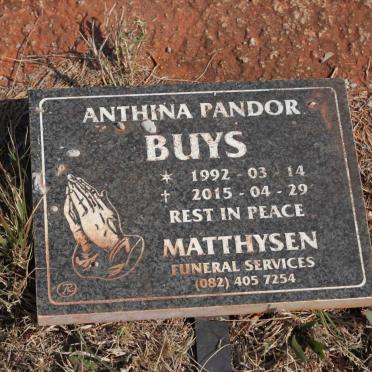 ANTHINA PANDOR
BUYS
* 1992 - 03 - 14
† 2015 - 04 - 29
REST IN PEACE
MATTHYSEN
FUNERAL SERVICES
(082) 405 7254